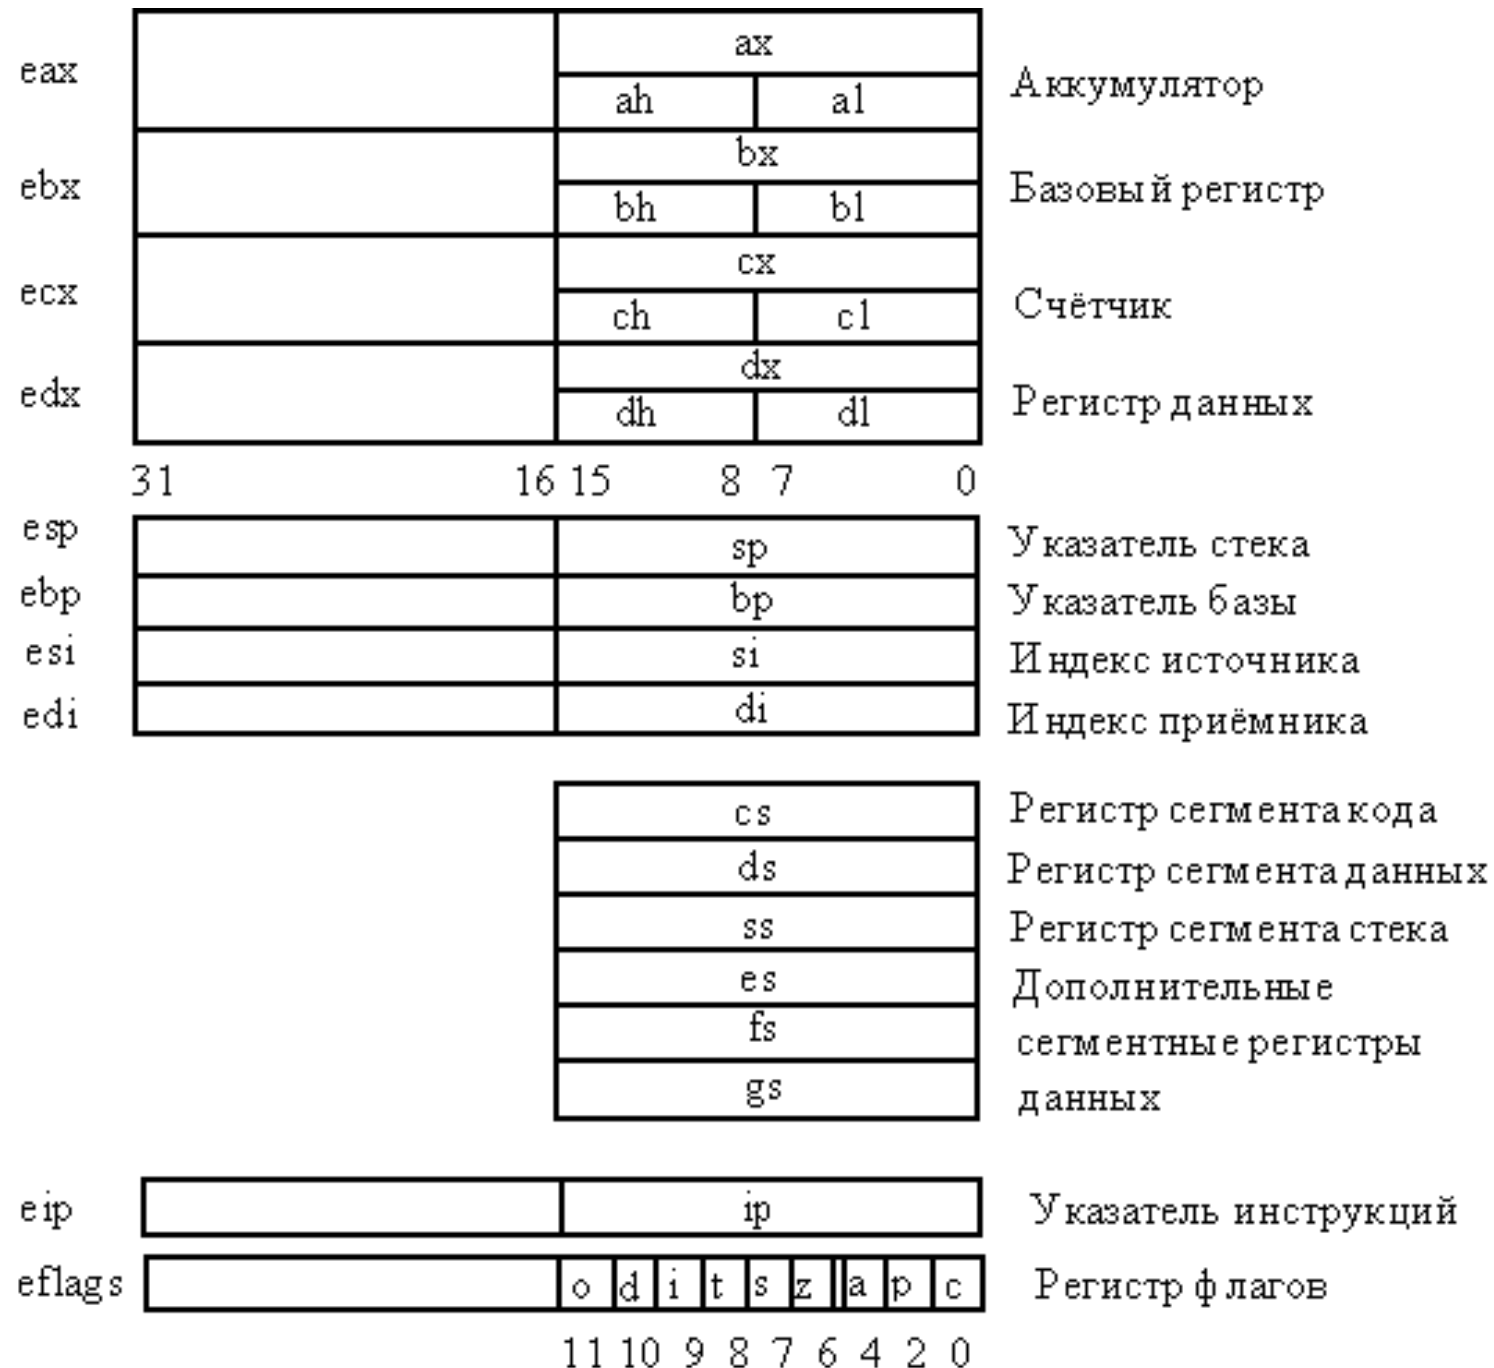 ax
eax
Аккумулятор
ah al
bx
ebx
Базовый регистр
bh bl
cx
ecx
Счётчик
ch cl
dx
edx
Регистр данных
dh dl
31 16 15 8 7 0
esp sp Указатель стека
ebp bp Указатель базы
esi si Индекс источника
edi di Индекс приёмника
cs Регистр сегмента кода
ds Регистр сегмента данных
ss Регистр сегмента стека
es Дополнительные
fs сегментные регистры
gs данных
eip ip Указатель инструкций
eflags o d i t s z a p c Регистр флагов
11 10 9 8 7 6 4 2 0